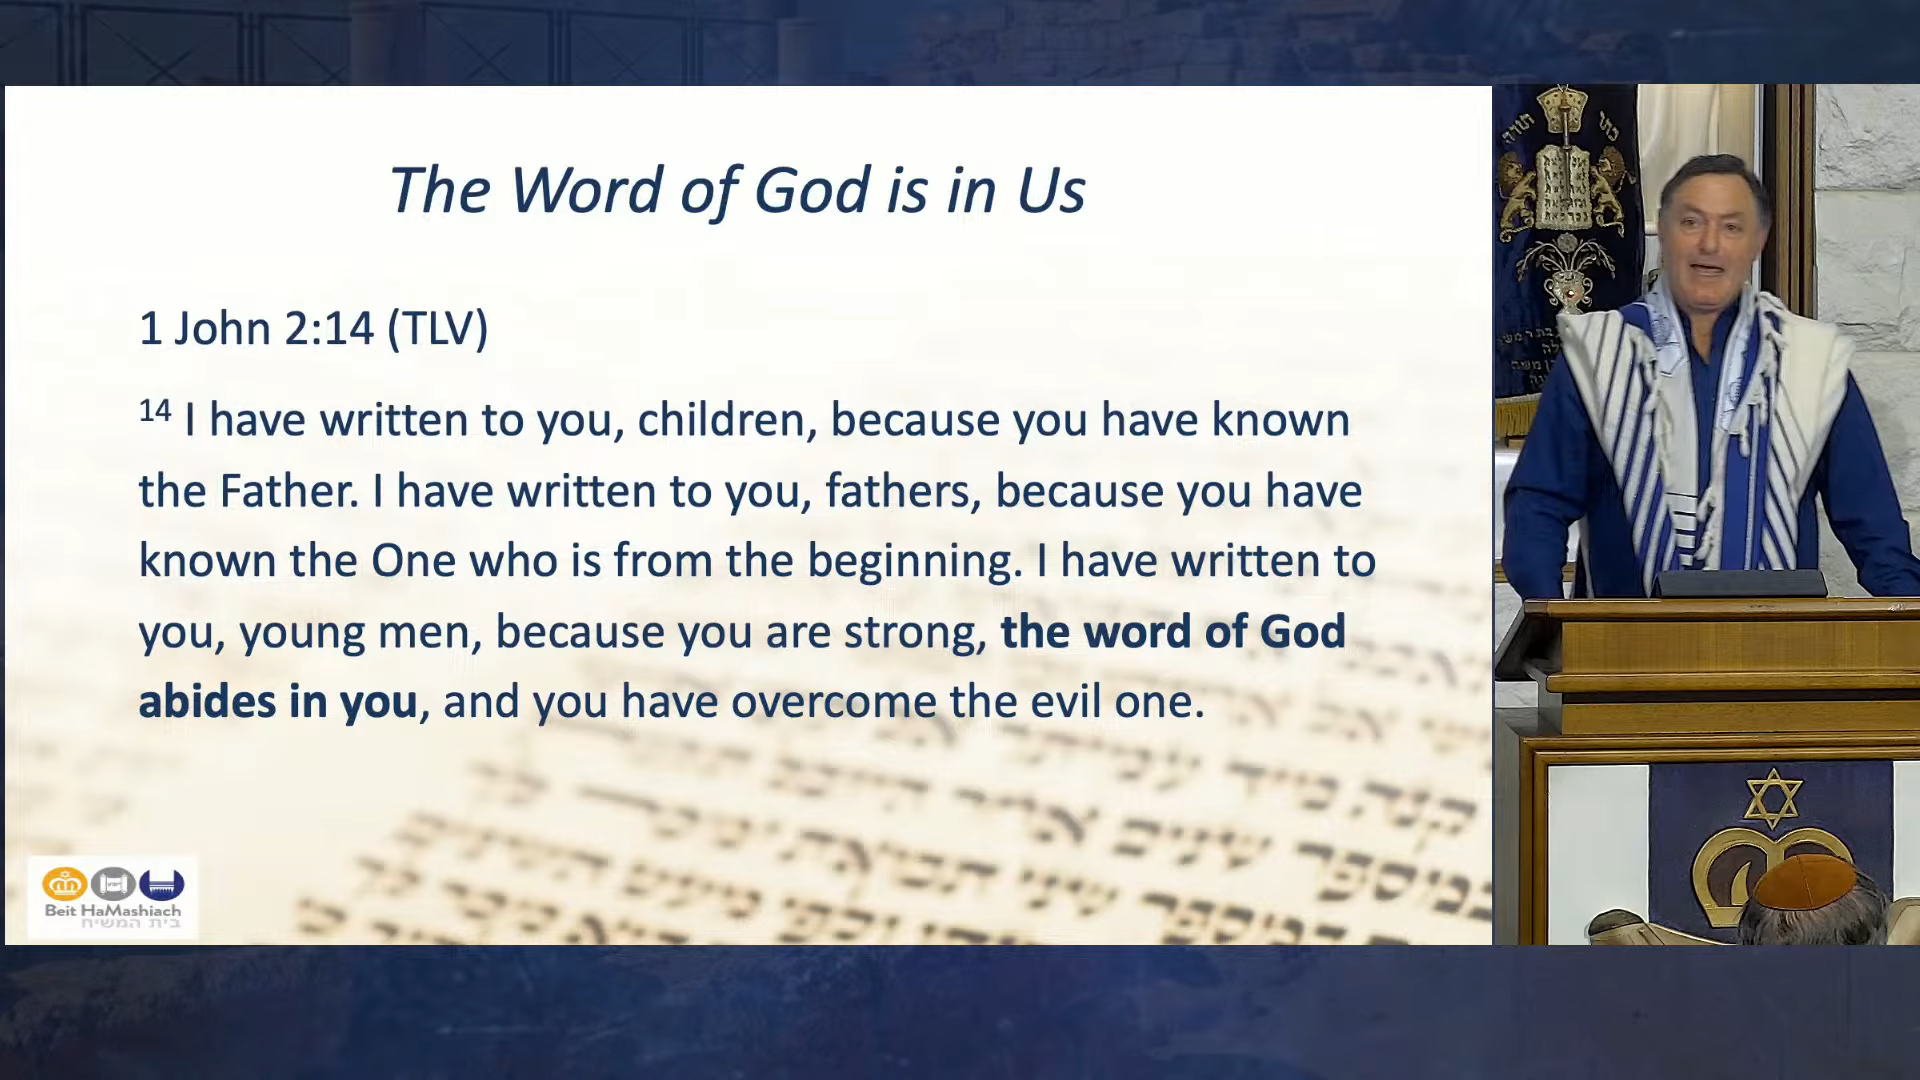 The Word of God is in Us
1 John 2:14 (TLV)
14 I have written to you, children, because you have known
the Father. I have written to you, fathers, because you have
known the One who is from the beginning. I have written to
you, young men, because you are strong, the word of God
abides in you, and you have overcome the evil one.
Beit HaMashiach
בית המשיח
כתר תורה